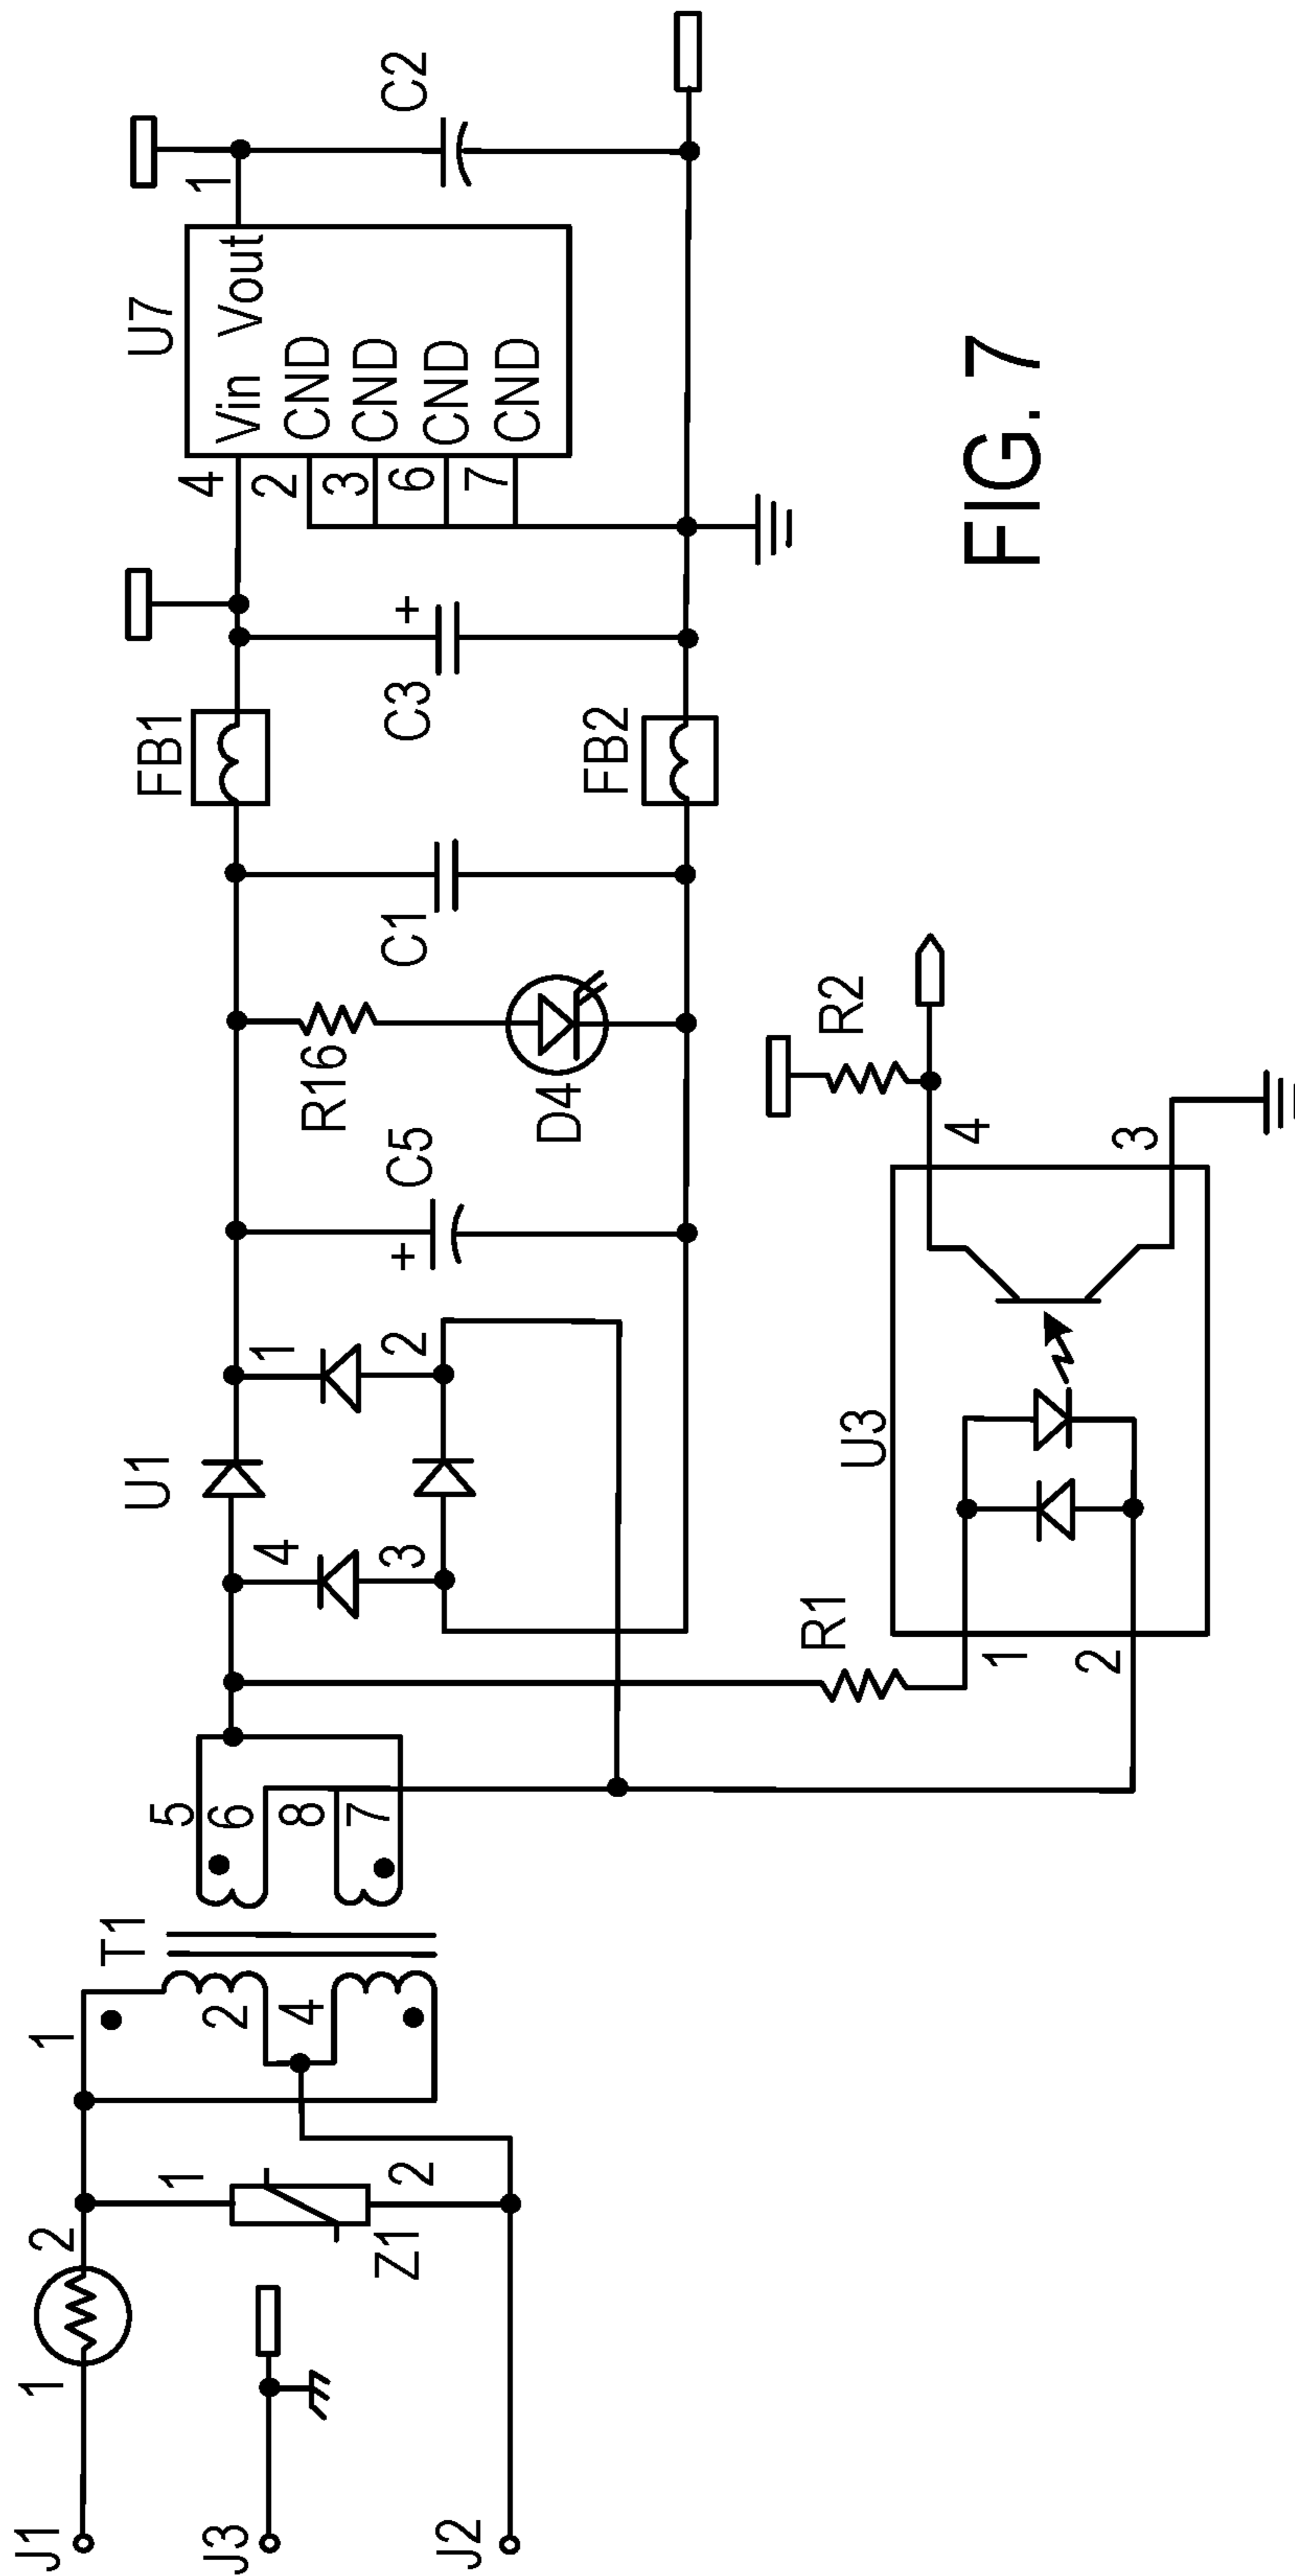 J1
1
2
J3
J2
1
Z1
2
1
T1
2
4
5
6
8
7
U1
4
1
3
2
+
C5
R16
D4
C1
FB1
FB2
+
C3
U7
4
Vin Vout
1
2
CND
3
CND
6
CND
7
CND
C2
R1
U3
1
2
4
3
R2
FIG. 7